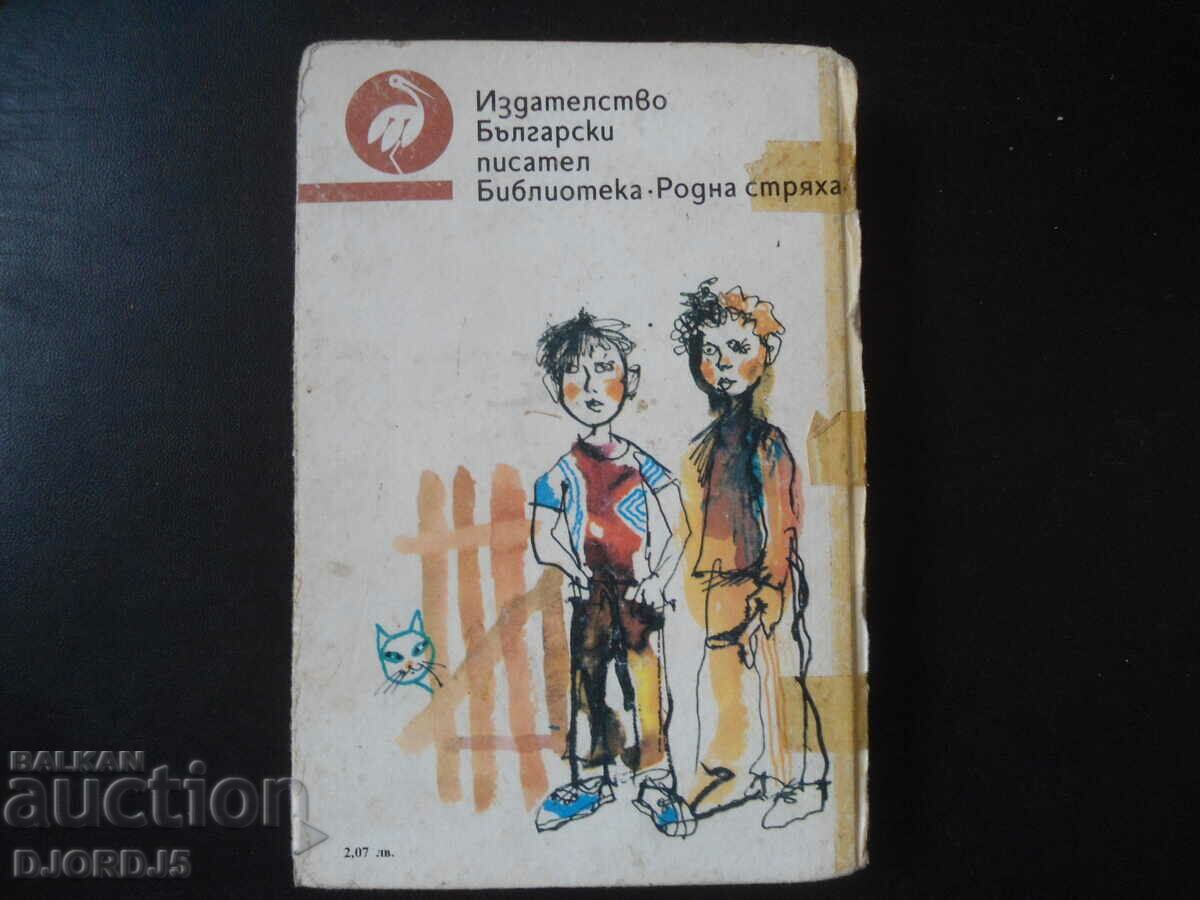 Издателство
Български
писател
Библиотека·Родна стряха·
BALKAN
auction
DJORDJ5
2,07 лв.